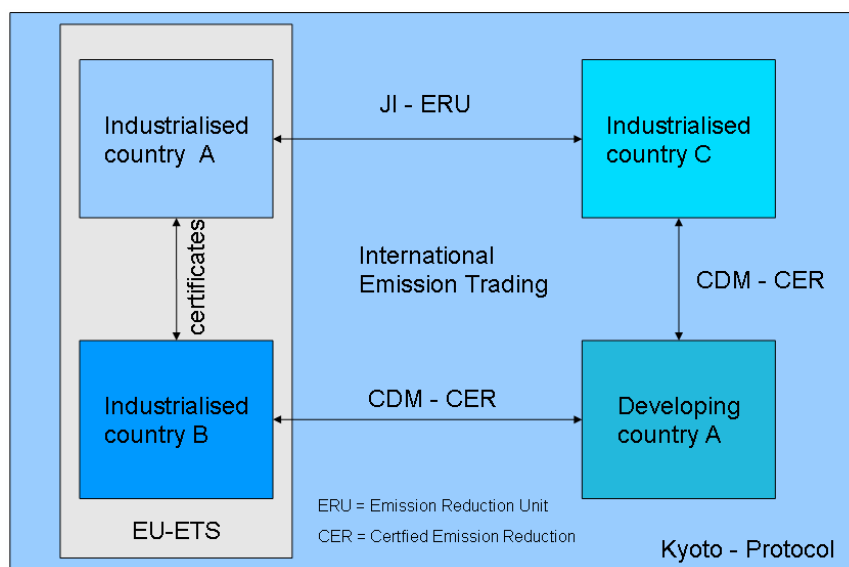 Industrialised
country A
JI - ERU
Industrialised
country C
certificates
International
Emission Trading
CDM - CER
Industrialised
country B
CDM - CER
Developing
country A
ERU = Emission Reduction Unit
CER = Certfied Emission Reduction
EU-ETS
Kyoto - Protocol